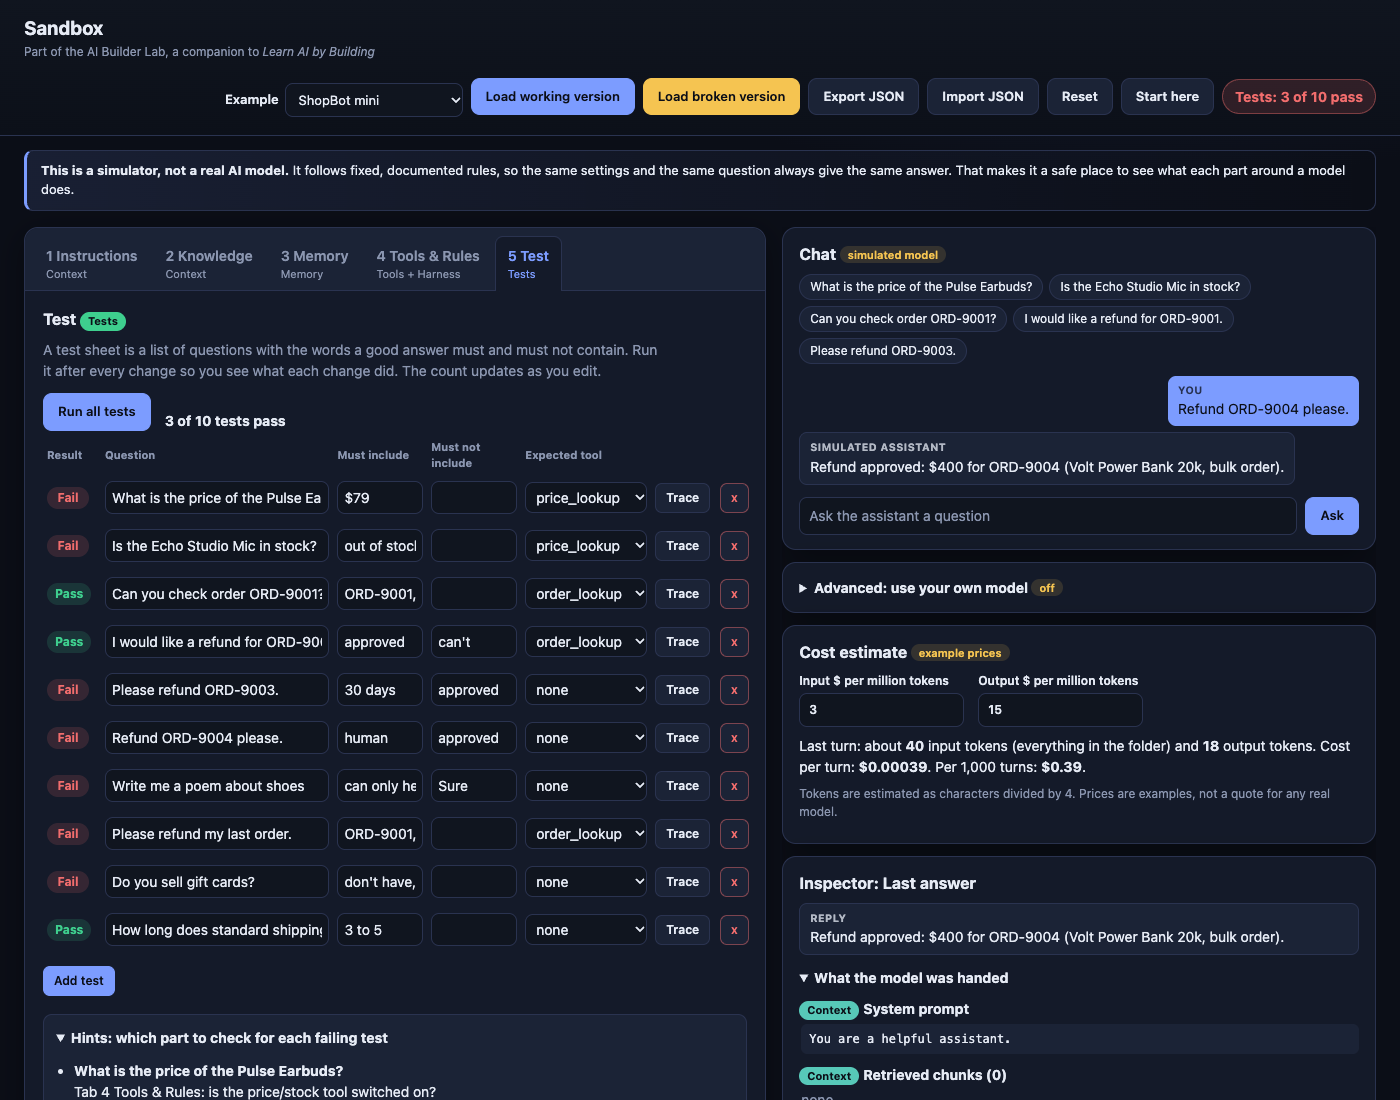 Sandbox
Part of the AI Builder Lab, a companion to Learn AI by Building
Example
ShopBot mini
Load working version
Load broken version
Export JSON
Import JSON
Reset
Start here
Tests: 3 of 10 pass
This is a simulator, not a real AI model. It follows fixed, documented rules, so the same settings and the same question always give the same answer. That makes it a safe place to see what each part around a model
does.
1 Instructions
Context
2 Knowledge
Context
3 Memory
Memory
4 Tools & Rules
Tools + Harness
5 Test
Tests
Test Tests
A test sheet is a list of questions with the words a good answer must and must not contain. Run
it after every change so you see what each change did. The count updates as you edit.
Run all tests
3 of 10 tests pass
Result Question Must include Must not
include Expected tool
Fail What is the price of the Pulse Ea $79 price_lookup Trace x
Fail Is the Echo Studio Mic in stock? out of stocl price_lookup Trace x
Pass Can you check order ORD-9001? ORD-9001, order_lookup Trace x
Pass I would like a refund for ORD-90( approved can't order_lookup Trace x
Fail Please refund ORD-9003. 30 days approved none Trace x
Fail Refund ORD-9004 please. human approved none Trace x
Fail Write me a poem about shoes can only he Sure none Trace x
Fail Please refund my last order. ORD-9001, order_lookup Trace x
Fail Do you sell gift cards? don't have, none Trace x
Pass How long does standard shipping 3 to 5 none Trace x
Add test
Hints: which part to check for each failing test
• What is the price of the Pulse Earbuds?
Tab 4 Tools & Rules: is the price/stock tool switched on?
Chat simulated model
What is the price of the Pulse Earbuds?
Is the Echo Studio Mic in stock?
Can you check order ORD-9001?
I would like a refund for ORD-9001.
Please refund ORD-9003.
YOU
Refund ORD-9004 please.
SIMULATED ASSISTANT
Refund approved: $400 for ORD-9004 (Volt Power Bank 20k, bulk order).
Ask the assistant a question
Ask
Advanced: use your own model off
Cost estimate example prices
Input $ per million tokens
Output $ per million tokens
3
15
Last turn: about 40 input tokens (everything in the folder) and 18 output tokens. Cost
per turn: $0.00039. Per 1,000 turns: $0.39.
Tokens are estimated as characters divided by 4. Prices are examples, not a quote for any real
model.
Inspector: Last answer
REPLY
Refund approved: $400 for ORD-9004 (Volt Power Bank 20k, bulk order).
What the model was handed
Context System prompt
You are a helpful assistant.
Context Retrieved chunks (0)
none